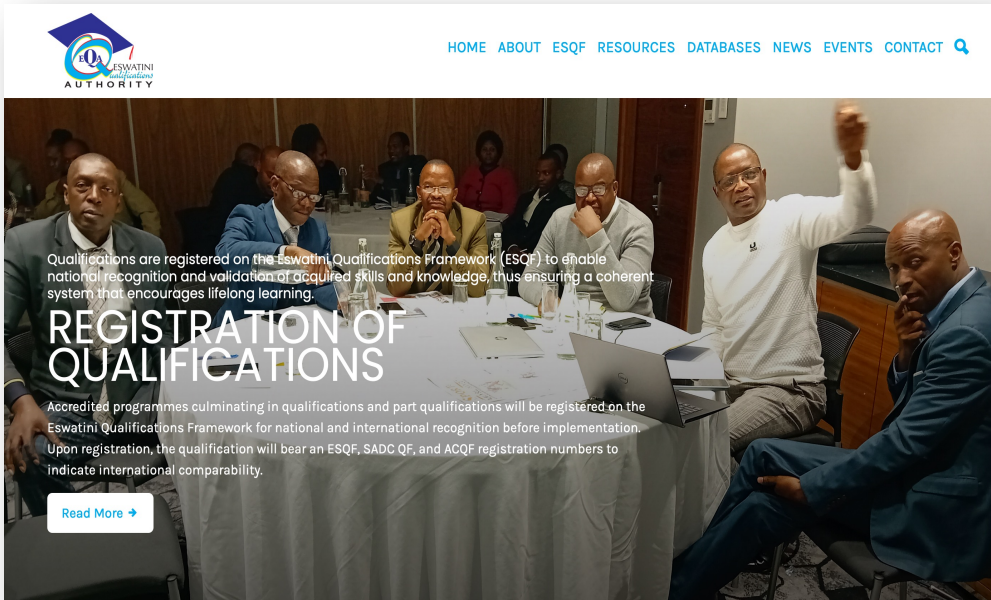 EQA
ESWATINI
Qualifications
AUTHORITY
HOME ABOUT ESQF RESOURCES DATABASES NEWS EVENTS CONTACT
Qualifications are registered on the Eswatini Qualifications Framework (ESQF) to enable
national recognition and validation of acquired skills and knowledge, thus ensuring a coherent
system that encourages lifelong learning.
REGISTRATION OF
QUALIFICATIONS
Accredited programmes culminating in qualifications and part qualifications will be registered on the
Eswatini Qualifications Framework for national and international recognition before implementation.
Upon registration, the qualification will bear an ESQF, SADC QF, and ACQF registration numbers to
indicate international comparability.
Read More